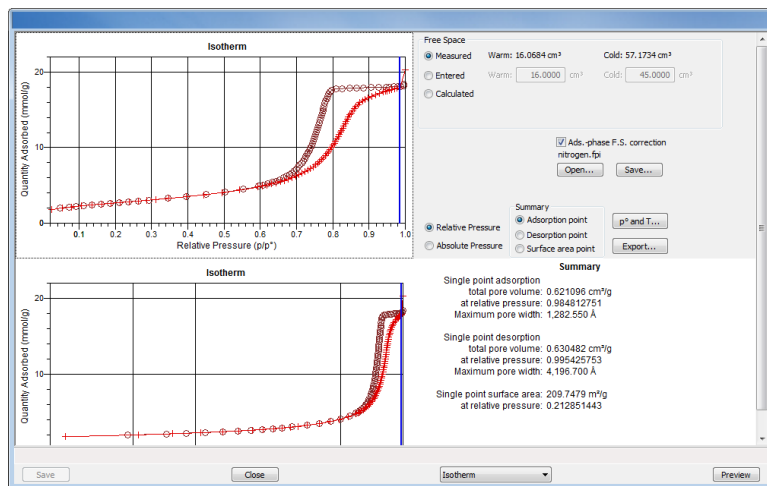 Isotherm
20
10
0
Quantity Adsorbed (mmol/g)
0.1 0.2 0.3 0.4 0.5 0.6 0.7 0.8 0.9 1.0
Relative Pressure (p/p°)
Free Space
Measured Warm: 16.0684 cm³ Cold: 57.1734 cm³
Entered Warm: 16.0000 cm³ Cold: 45.0000 cm³
Calculated
Ads.-phase F.S. correction
nitrogen.fpi
Open... Save...
Relative Pressure
Absolute Pressure
Summary
Adsorption point
Desorption point
Surface area point
p° and T...
Export...
Isotherm
20
10
Quantity Adsorbed (mmol/g)
Summary
Single point adsorption
total pore volume: 0.621096 cm³/g
at relative pressure: 0.984812751
Maximum pore width: 1,282.550 Å
Single point desorption
total pore volume: 0.630482 cm³/g
at relative pressure: 0.995425753
Maximum pore width: 4,196.700 Å
Single point surface area: 209.7479 m²/g
at relative pressure: 0.212851443
Save Close Isotherm Preview